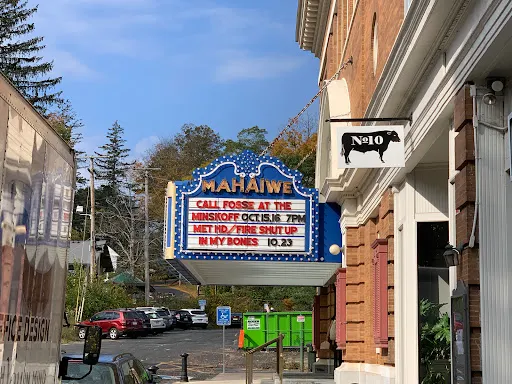 MAHAIWE
CALL FOSSE AT THE
MINSKOFF OCT.15,16 7PM
MET HD//FIRE SHUT UP
IN MY BONES 10.23
No10
DESIGN